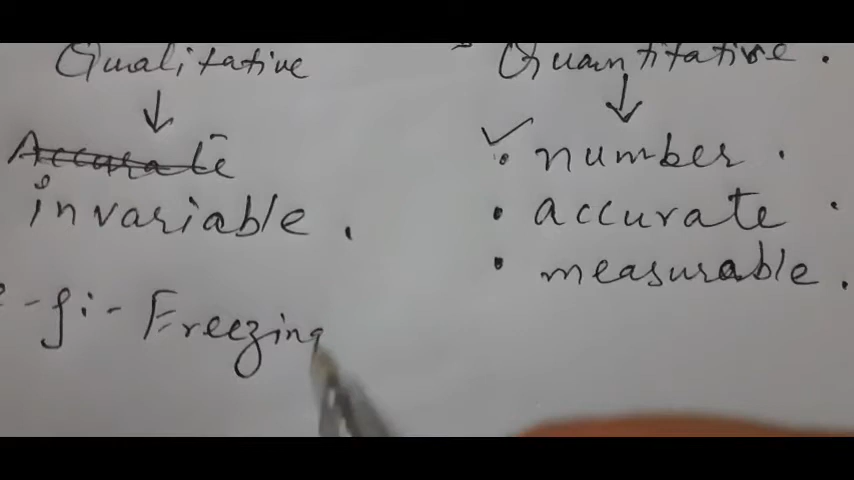 Qualitative
Quantitative .
↓
↓
Accurate
invariable .
✓
• number .
• accurate .
• measurable .
- Freezing